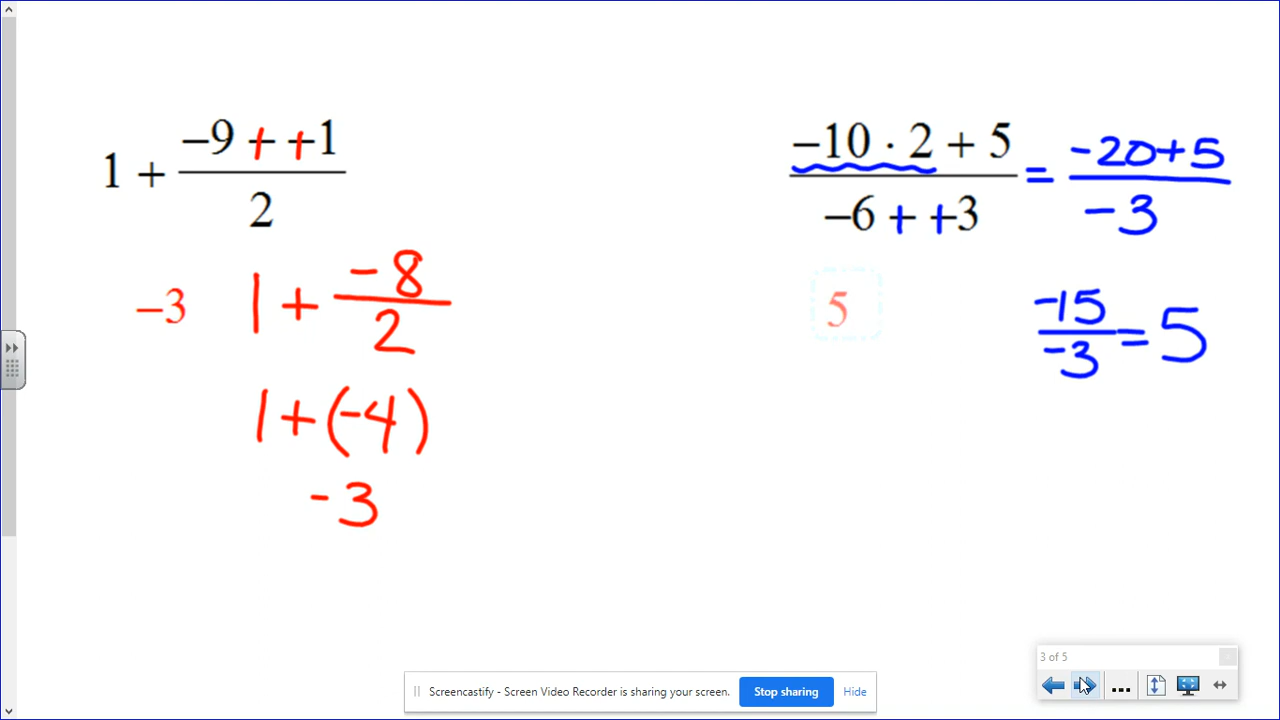 1 + (−9 + +1)/2
−3
1 + -8/2
1 + (-4)
-3
(−10 · 2 + 5)/(−6 + +3) = (-20+5)/-3
5
-15/-3 = 5
3 of 5
...
Screencastify - Screen Video Recorder is sharing your screen. Stop sharing Hide